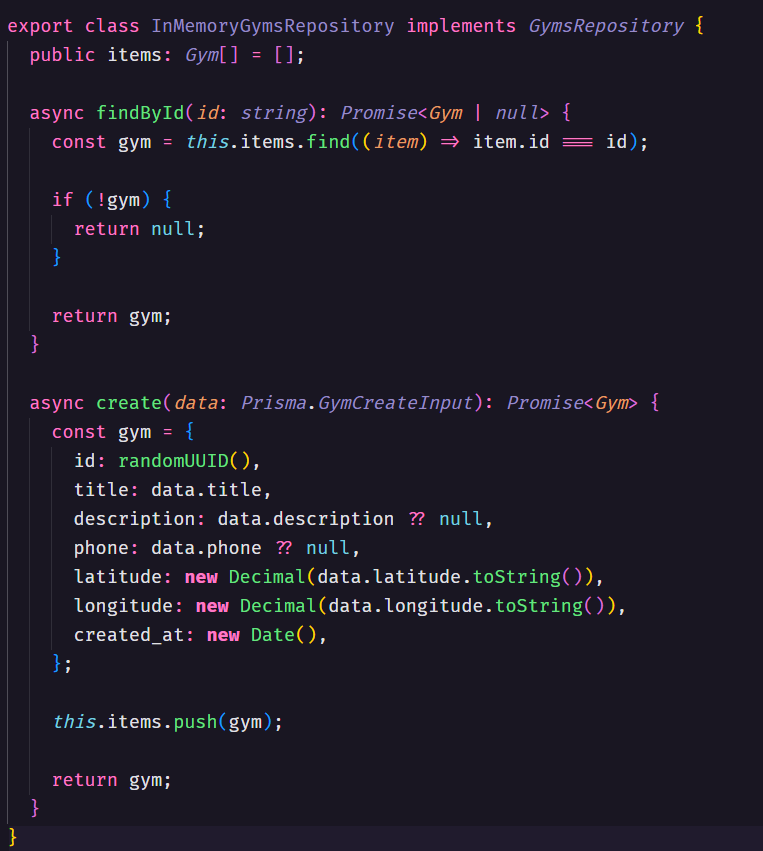 export class InMemoryGymsRepository implements GymsRepository {
  public items: Gym[] = [];

  async findById(id: string): Promise<Gym | null> {
    const gym = this.items.find((item) => item.id === id);

    if (!gym) {
      return null;
    }

    return gym;
  }

  async create(data: Prisma.GymCreateInput): Promise<Gym> {
    const gym = {
      id: randomUUID(),
      title: data.title,
      description: data.description ?? null,
      phone: data.phone ?? null,
      latitude: new Decimal(data.latitude.toString()),
      longitude: new Decimal(data.longitude.toString()),
      created_at: new Date(),
    };

    this.items.push(gym);

    return gym;
  }
}